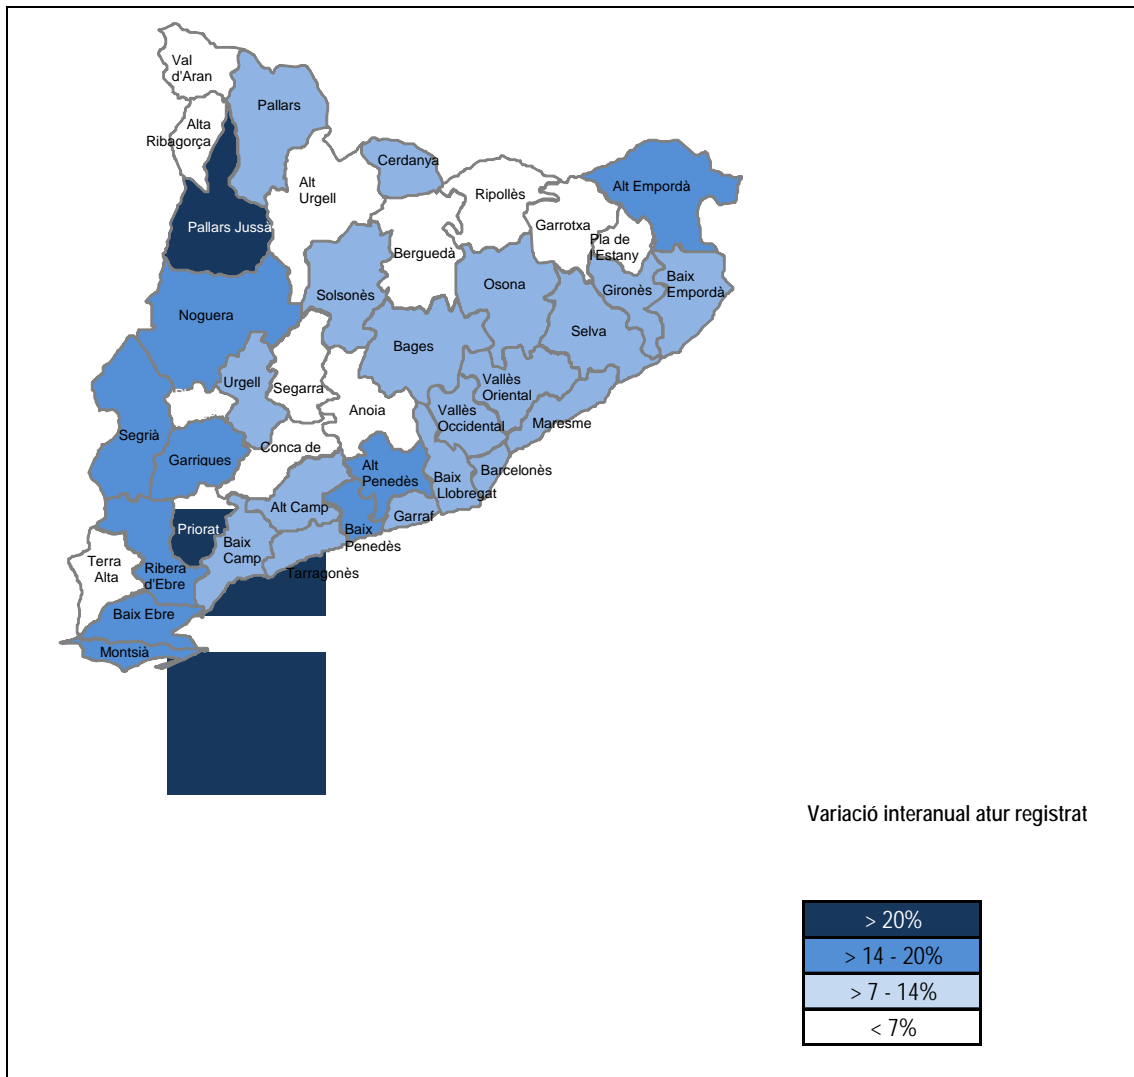 Val
d'Aran
Pallars
Alta
Ribagorça
Cerdanya
Alt
Urgell
Ripollès
Alt Empordà
Pallars Jussà
Garrotxa
Pla de
l'Estany
Berguedà
Baix
Empordà
Gironès
Osona
Solsonès
Noguera
Selva
Bages
Vallès
Oriental
Urgell
Segarra
Anoia
Vallès
Occidental
Maresme
Segrià
Garrigues
Conca de
Alt
Penedès
Barcelonès
Baix
Llobregat
Alt Camp
Garraf
Priorat
Baix
Penedès
Baix
Camp
Tarragonès
Terra
Alta
Ribera
d'Ebre
Baix Ebre
Montsià
Variació interanual atur registrat
> 20%
> 14 - 20%
> 7 - 14%
< 7%